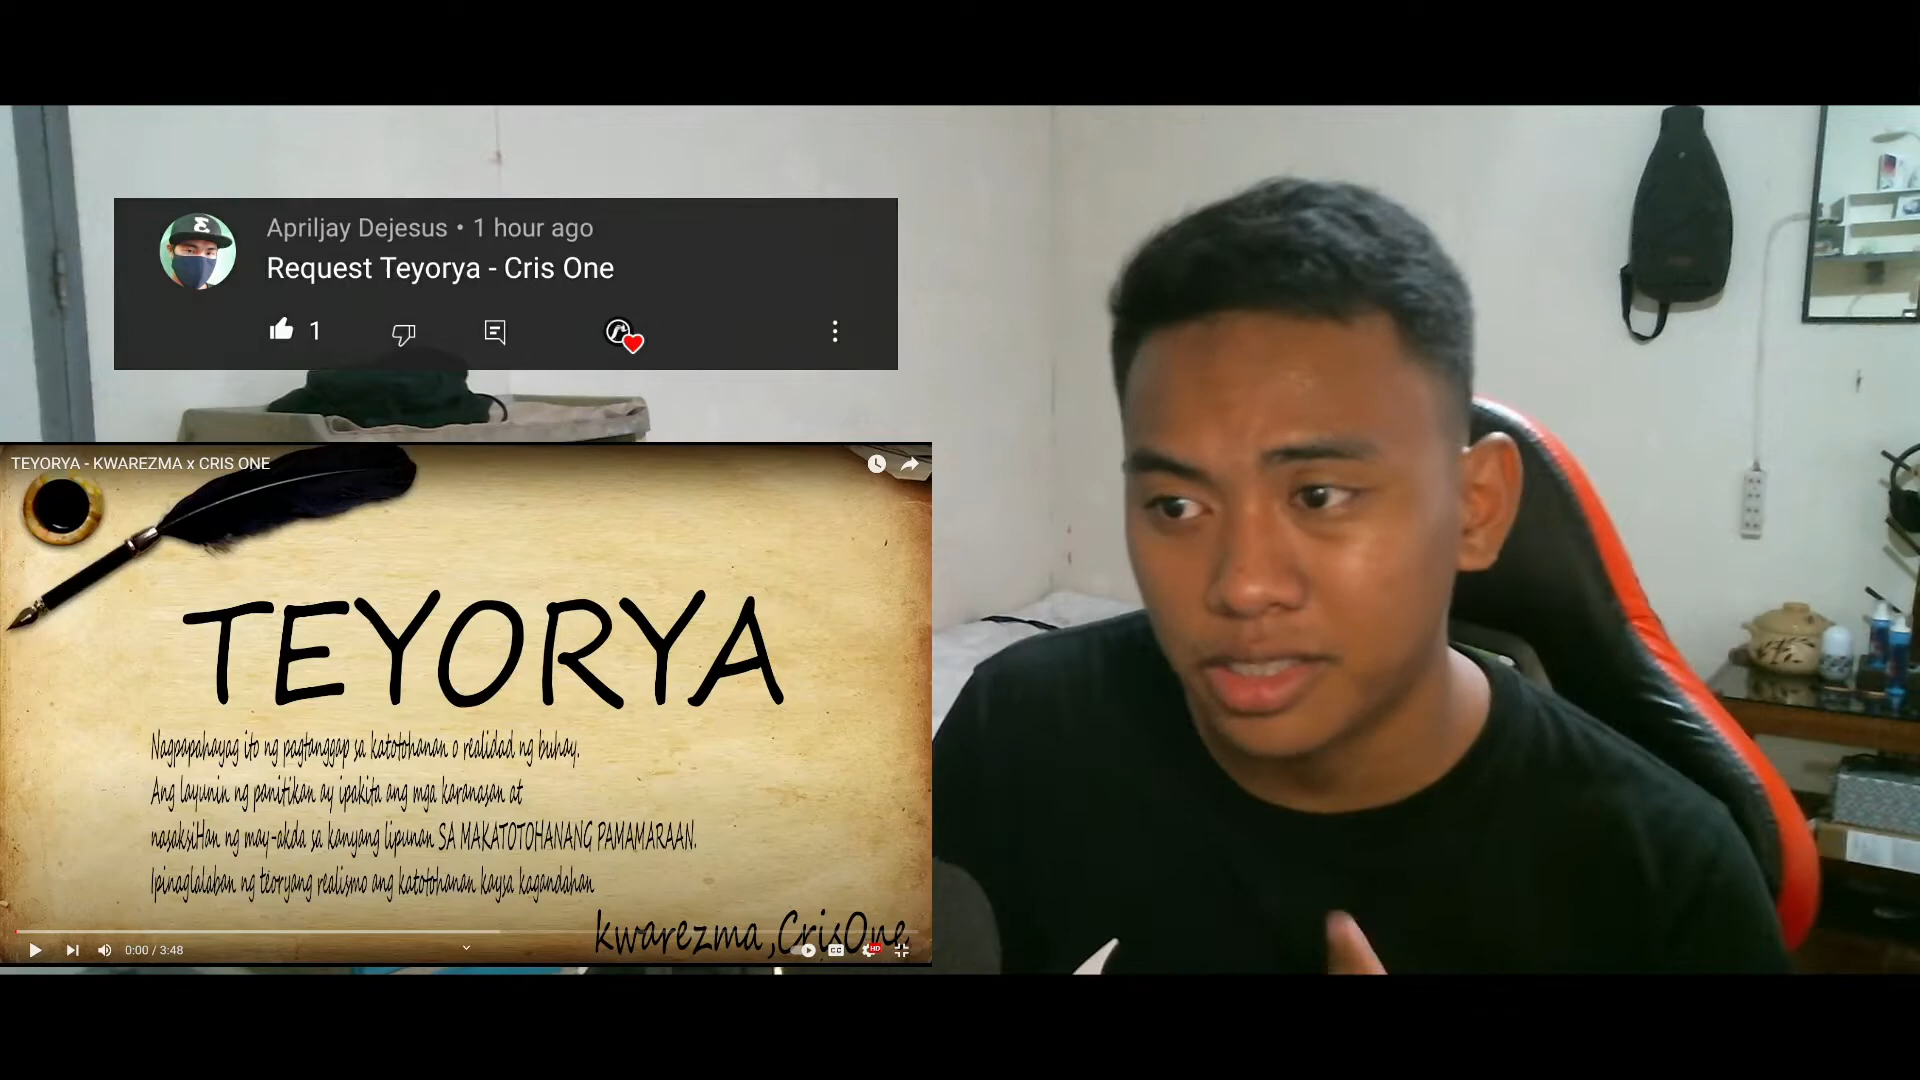 Apriljay Dejesus • 1 hour ago
Request Teyorya - Cris One
1
TEYORYA - KWAREZMA x CRIS ONE
TEYORYA
Nagpapahayag ito ng pagtanggap sa katotohanan o realidad ng buhay.
Ang layunin ng panitikan ay ipakita ang mga karanasan at
nasaksiHan ng may-akda sa kanyang lipunan SA MAKATOTOHANANG PAMAMARAAN.
Ipinaglalaban ng teoryang realismo ang katotohanan kaysa kagandahan
kwarezma ,CrisOne
0:00 / 3:48
CC
HD